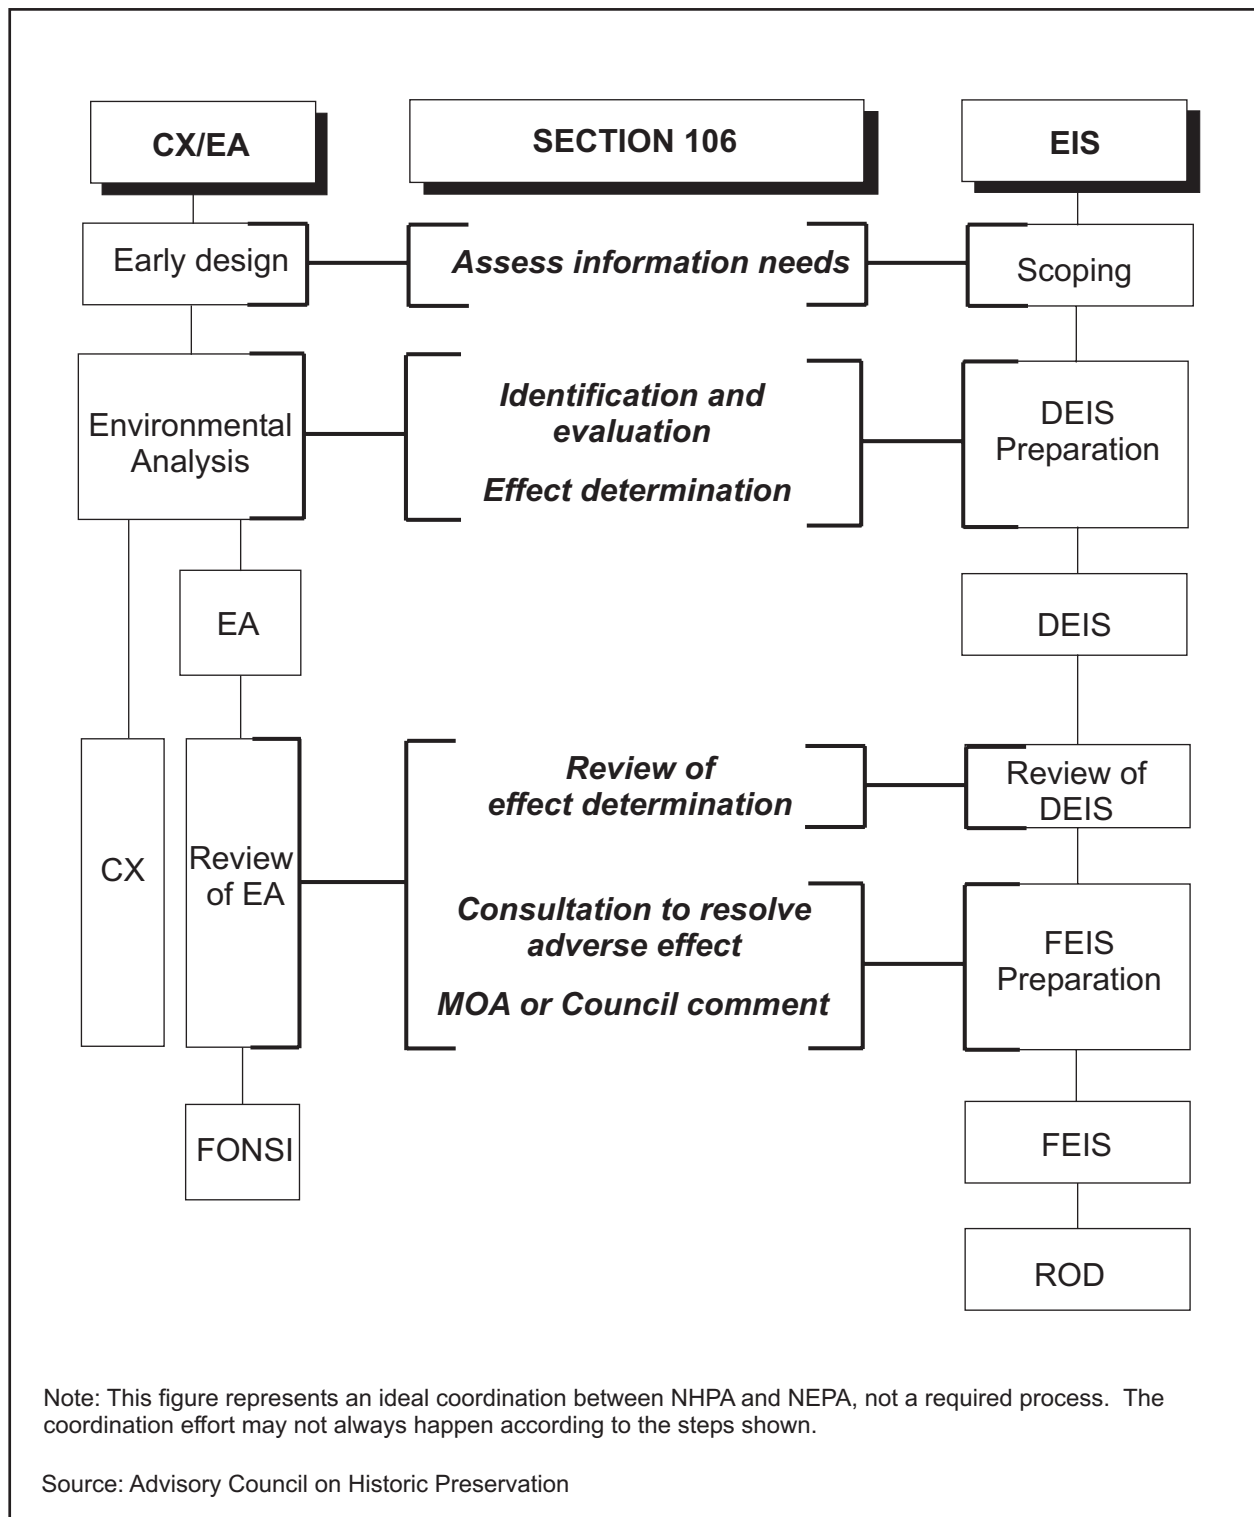 CX/EA
SECTION 106
EIS
Early design
Assess information needs
Scoping
Environmental
Analysis
Identification and
evaluation
Effect determination
DEIS
Preparation
EA
DEIS
CX
Review
of EA
Review of
effect determination
Review of
DEIS
Consultation to resolve
adverse effect
MOA or Council comment
FEIS
Preparation
FONSI
FEIS
ROD
Note: This figure represents an ideal coordination between NHPA and NEPA, not a required process.  The
coordination effort may not always happen according to the steps shown.
Source: Advisory Council on Historic Preservation